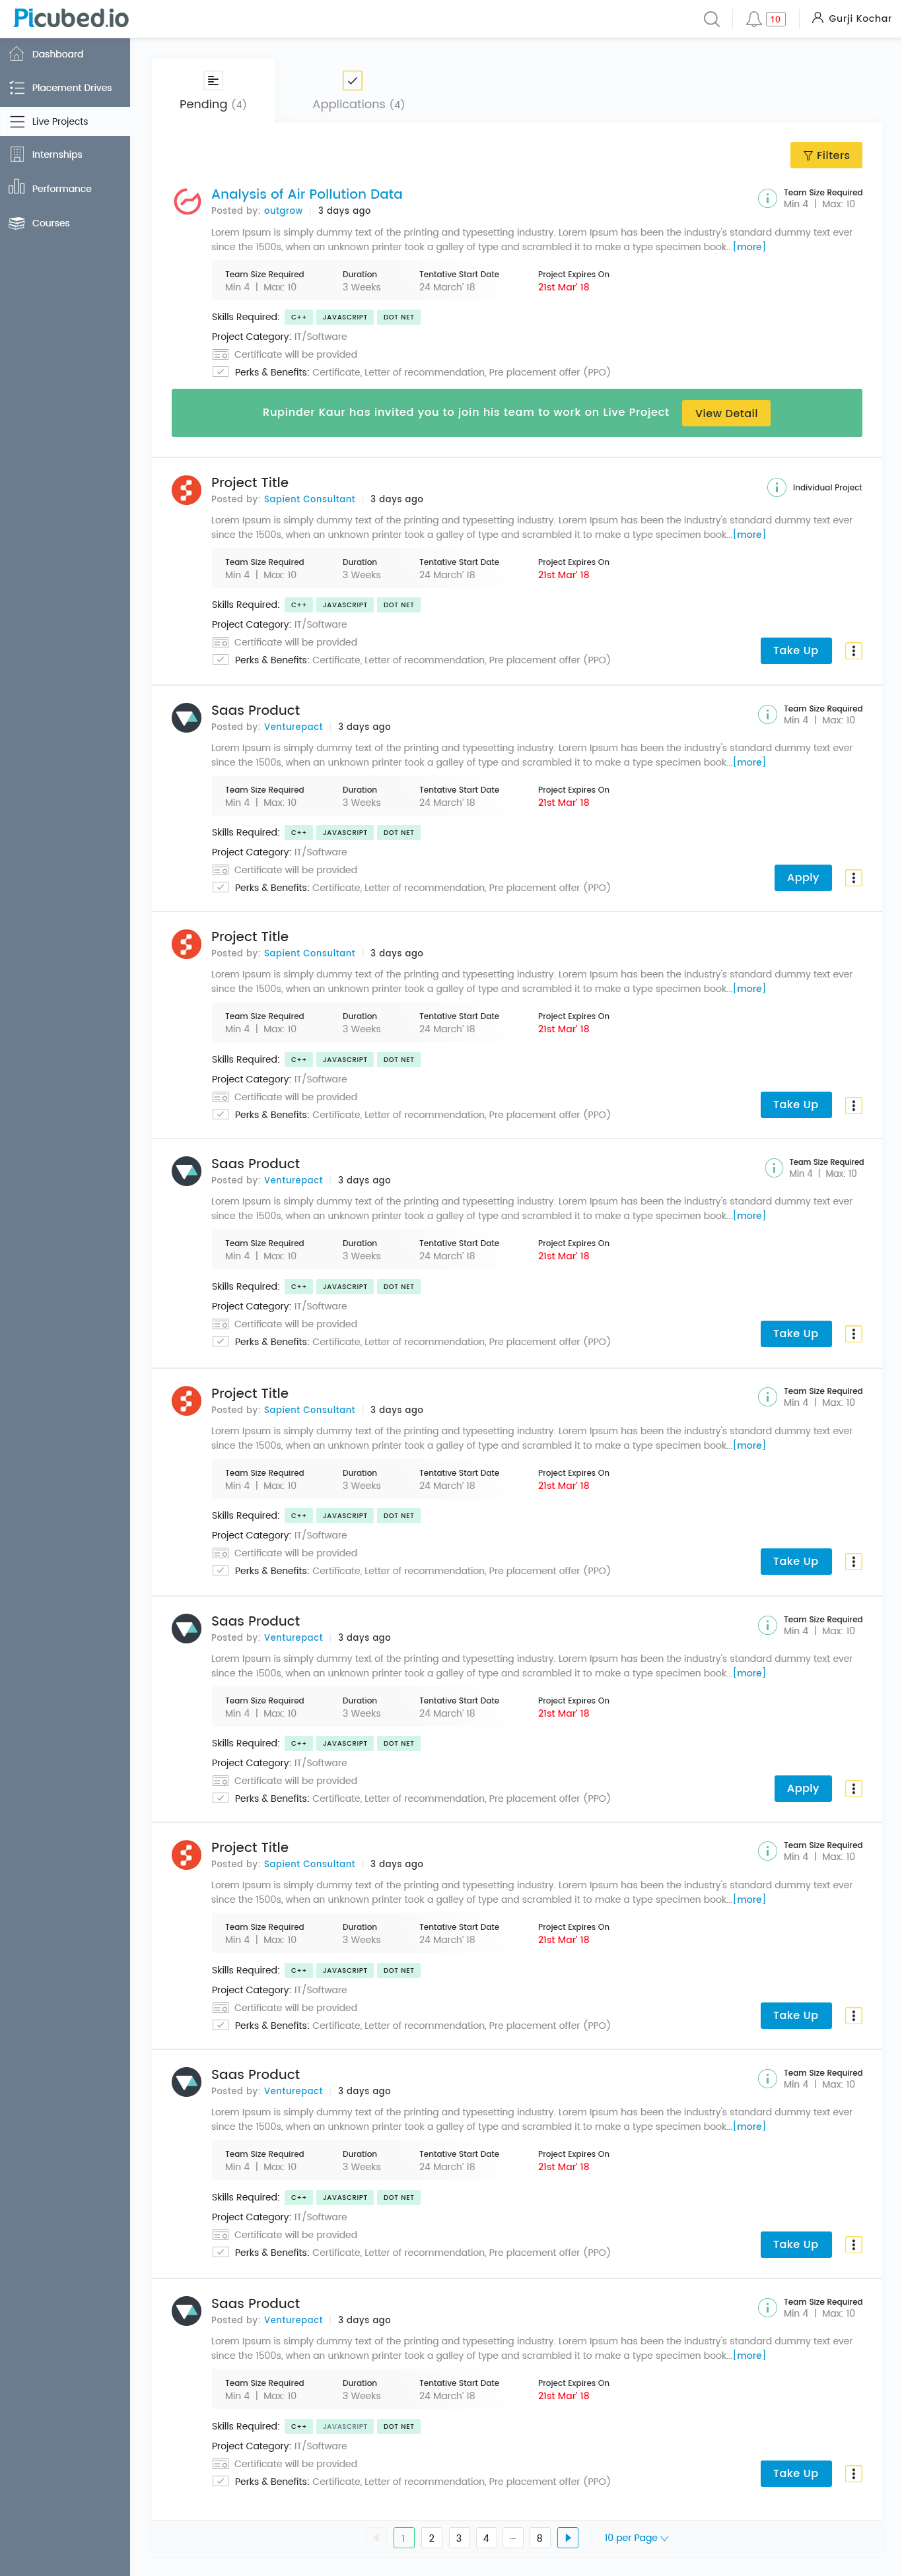 Picubed.io
10
Gurji Kochar
Dashboard
Placement Drives
Live Projects
Internships
Performance
Courses
Pending (4)
Applications (4)
Filters
Analysis of Air Pollution Data
Posted by: outgrow | 3 days ago
Team Size Required
Min 4 | Max: 10
Lorem Ipsum is simply dummy text of the printing and typesetting industry. Lorem Ipsum has been the industry's standard dummy text ever
since the 1500s, when an unknown printer took a galley of type and scrambled it to make a type specimen book...[more]
Team Size Required Duration Tentative Start Date Project Expires On
Min 4 | Max: 10 3 Weeks 24 March' 18 21st Mar' 18
Skills Required: C++ JAVASCRIPT DOT NET
Project Category: IT/Software
Certificate will be provided
Perks & Benefits: Certificate, Letter of recommendation, Pre placement offer (PPO)
Rupinder Kaur has invited you to join his team to work on Live Project View Detail
Project Title
Posted by: Sapient Consultant | 3 days ago
Individual Project
Lorem Ipsum is simply dummy text of the printing and typesetting industry. Lorem Ipsum has been the industry's standard dummy text ever
since the 1500s, when an unknown printer took a galley of type and scrambled it to make a type specimen book...[more]
Team Size Required Duration Tentative Start Date Project Expires On
Min 4 | Max: 10 3 Weeks 24 March' 18 21st Mar' 18
Skills Required: C++ JAVASCRIPT DOT NET
Project Category: IT/Software
Certificate will be provided
Perks & Benefits: Certificate, Letter of recommendation, Pre placement offer (PPO)
Take Up
Saas Product
Posted by: Venturepact | 3 days ago
Team Size Required
Min 4 | Max: 10
Lorem Ipsum is simply dummy text of the printing and typesetting industry. Lorem Ipsum has been the industry's standard dummy text ever
since the 1500s, when an unknown printer took a galley of type and scrambled it to make a type specimen book...[more]
Team Size Required Duration Tentative Start Date Project Expires On
Min 4 | Max: 10 3 Weeks 24 March' 18 21st Mar' 18
Skills Required: C++ JAVASCRIPT DOT NET
Project Category: IT/Software
Certificate will be provided
Perks & Benefits: Certificate, Letter of recommendation, Pre placement offer (PPO)
Apply
Project Title
Posted by: Sapient Consultant | 3 days ago
Lorem Ipsum is simply dummy text of the printing and typesetting industry. Lorem Ipsum has been the industry's standard dummy text ever
since the 1500s, when an unknown printer took a galley of type and scrambled it to make a type specimen book...[more]
Team Size Required Duration Tentative Start Date Project Expires On
Min 4 | Max: 10 3 Weeks 24 March' 18 21st Mar' 18
Skills Required: C++ JAVASCRIPT DOT NET
Project Category: IT/Software
Certificate will be provided
Perks & Benefits: Certificate, Letter of recommendation, Pre placement offer (PPO)
Take Up
Saas Product
Posted by: Venturepact | 3 days ago
Team Size Required
Min 4 | Max: 10
Lorem Ipsum is simply dummy text of the printing and typesetting industry. Lorem Ipsum has been the industry's standard dummy text ever
since the 1500s, when an unknown printer took a galley of type and scrambled it to make a type specimen book...[more]
Team Size Required Duration Tentative Start Date Project Expires On
Min 4 | Max: 10 3 Weeks 24 March' 18 21st Mar' 18
Skills Required: C++ JAVASCRIPT DOT NET
Project Category: IT/Software
Certificate will be provided
Perks & Benefits: Certificate, Letter of recommendation, Pre placement offer (PPO)
Take Up
Project Title
Posted by: Sapient Consultant | 3 days ago
Team Size Required
Min 4 | Max: 10
Lorem Ipsum is simply dummy text of the printing and typesetting industry. Lorem Ipsum has been the industry's standard dummy text ever
since the 1500s, when an unknown printer took a galley of type and scrambled it to make a type specimen book...[more]
Team Size Required Duration Tentative Start Date Project Expires On
Min 4 | Max: 10 3 Weeks 24 March' 18 21st Mar' 18
Skills Required: C++ JAVASCRIPT DOT NET
Project Category: IT/Software
Certificate will be provided
Perks & Benefits: Certificate, Letter of recommendation, Pre placement offer (PPO)
Take Up
Saas Product
Posted by: Venturepact | 3 days ago
Team Size Required
Min 4 | Max: 10
Lorem Ipsum is simply dummy text of the printing and typesetting industry. Lorem Ipsum has been the industry's standard dummy text ever
since the 1500s, when an unknown printer took a galley of type and scrambled it to make a type specimen book...[more]
Team Size Required Duration Tentative Start Date Project Expires On
Min 4 | Max: 10 3 Weeks 24 March' 18 21st Mar' 18
Skills Required: C++ JAVASCRIPT DOT NET
Project Category: IT/Software
Certificate will be provided
Perks & Benefits: Certificate, Letter of recommendation, Pre placement offer (PPO)
Apply
Project Title
Posted by: Sapient Consultant | 3 days ago
Team Size Required
Min 4 | Max: 10
Lorem Ipsum is simply dummy text of the printing and typesetting industry. Lorem Ipsum has been the industry's standard dummy text ever
since the 1500s, when an unknown printer took a galley of type and scrambled it to make a type specimen book...[more]
Team Size Required Duration Tentative Start Date Project Expires On
Min 4 | Max: 10 3 Weeks 24 March' 18 21st Mar' 18
Skills Required: C++ JAVASCRIPT DOT NET
Project Category: IT/Software
Certificate will be provided
Perks & Benefits: Certificate, Letter of recommendation, Pre placement offer (PPO)
Take Up
Saas Product
Posted by: Venturepact | 3 days ago
Team Size Required
Min 4 | Max: 10
Lorem Ipsum is simply dummy text of the printing and typesetting industry. Lorem Ipsum has been the industry's standard dummy text ever
since the 1500s, when an unknown printer took a galley of type and scrambled it to make a type specimen book...[more]
Team Size Required Duration Tentative Start Date Project Expires On
Min 4 | Max: 10 3 Weeks 24 March' 18 21st Mar' 18
Skills Required: C++ JAVASCRIPT DOT NET
Project Category: IT/Software
Certificate will be provided
Perks & Benefits: Certificate, Letter of recommendation, Pre placement offer (PPO)
Take Up
Saas Product
Posted by: Venturepact | 3 days ago
Team Size Required
Min 4 | Max: 10
Lorem Ipsum is simply dummy text of the printing and typesetting industry. Lorem Ipsum has been the industry's standard dummy text ever
since the 1500s, when an unknown printer took a galley of type and scrambled it to make a type specimen book...[more]
Team Size Required Duration Tentative Start Date Project Expires On
Min 4 | Max: 10 3 Weeks 24 March' 18 21st Mar' 18
Skills Required: C++ JAVASCRIPT DOT NET
Project Category: IT/Software
Certificate will be provided
Perks & Benefits: Certificate, Letter of recommendation, Pre placement offer (PPO)
Take Up
1 2 3 4 ... 8 10 per Page